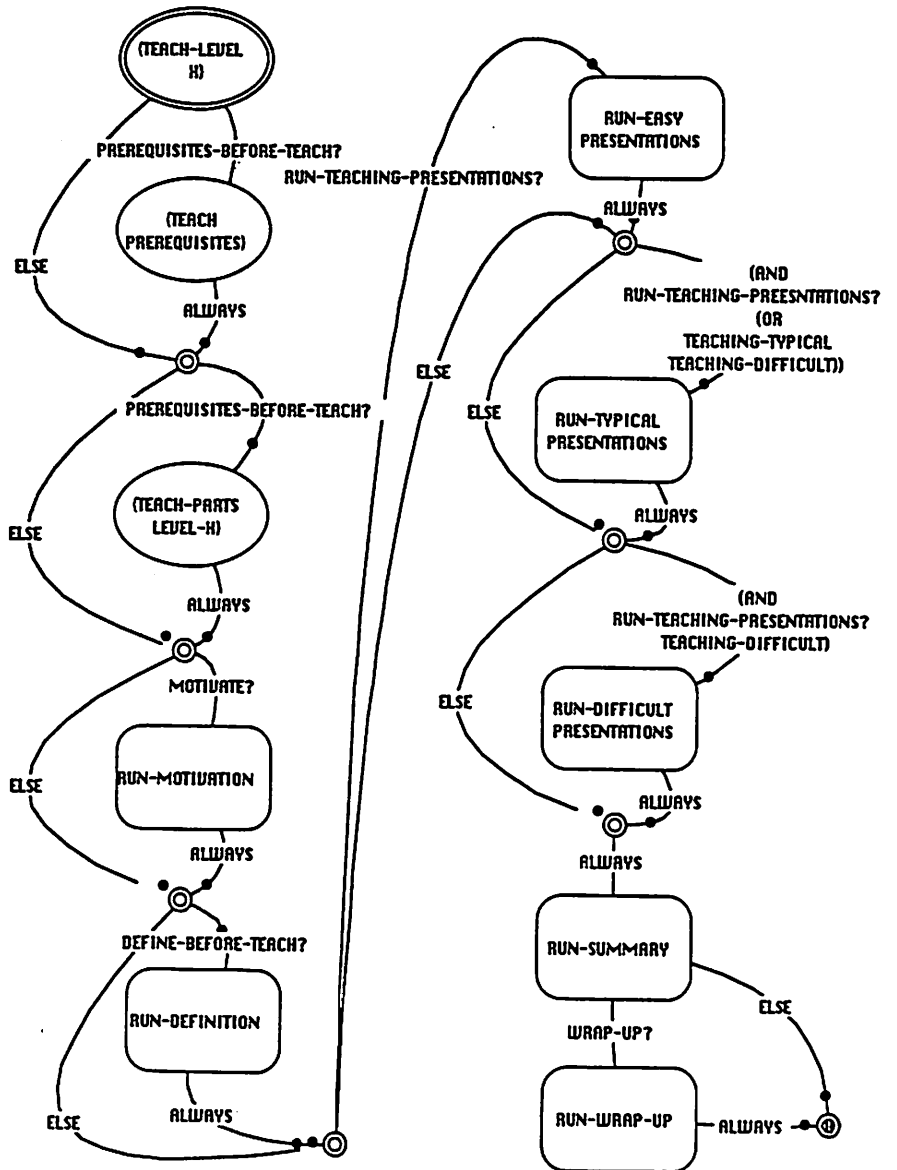 (TEACH-LEVEL
X)
PREREQUISITES-BEFORE-TEACH?
(TEACH
PREREQUISITES)
ELSE
ALWAYS
PREREQUISITES-BEFORE-TEACH?
(TEACH-PARTS
LEVEL-X)
ELSE
ALWAYS
MOTIVATE?
RUN-MOTIVATION
ELSE
ALWAYS
DEFINE-BEFORE-TEACH?
RUN-DEFINITION
ALWAYS
ELSE
RUN-TEACHING-PRESENTATIONS?
ELSE
RUN-EASY
PRESENTATIONS
ALWAYS
(AND
RUN-TEACHING-PREESNTATIONS?
(OR
TEACHING-TYPICAL
TEACHING-DIFFICULT))
ELSE
RUN-TYPICAL
PRESENTATIONS
ALWAYS
(AND
RUN-TEACHING-PRESENTATIONS?
TEACHING-DIFFICULT)
ELSE
RUN-DIFFICULT
PRESENTATIONS
ALWAYS
ALWAYS
RUN-SUMMARY
ELSE
WRAP-UP?
RUN-WRAP-UP
ALWAYS